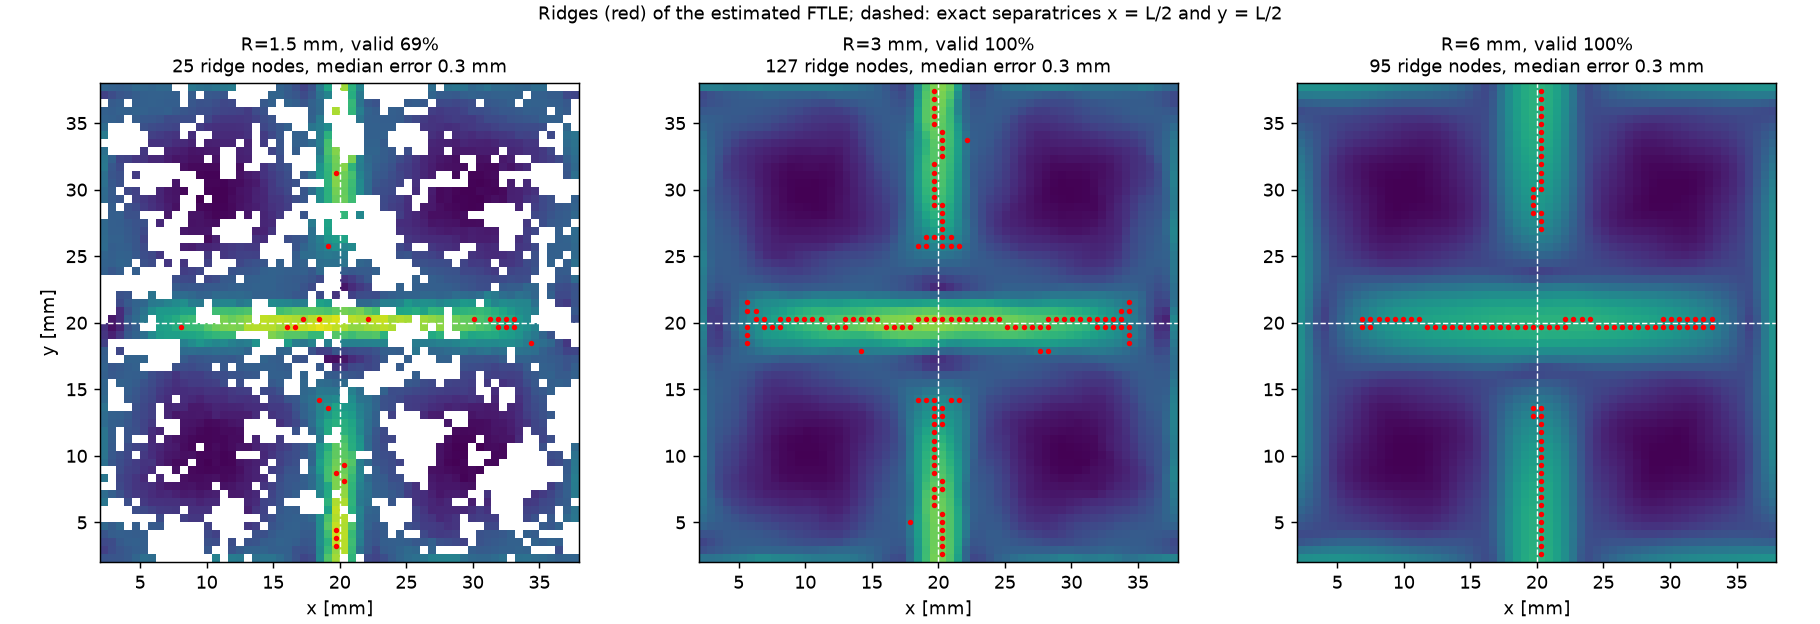 Ridges (red) of the estimated FTLE; dashed: exact separatrices x = L/2 and y = L/2
R=1.5 mm, valid 69%
25 ridge nodes, median error 0.3 mm
R=3 mm, valid 100%
127 ridge nodes, median error 0.3 mm
R=6 mm, valid 100%
95 ridge nodes, median error 0.3 mm
y [mm]
35
30
25
20
15
10
5
5 10 15 20 25 30 35
x [mm]
35
30
25
20
15
10
5
5 10 15 20 25 30 35
x [mm]
35
30
25
20
15
10
5
5 10 15 20 25 30 35
x [mm]